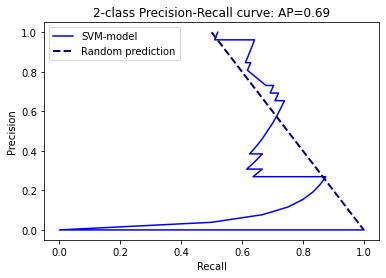 2-class Precision-Recall curve: AP=0.69
SVM-model
Random prediction
Precision
1.0
0.8
0.6
0.4
0.2
0.0
0.0 0.2 0.4 0.6 0.8 1.0
Recall